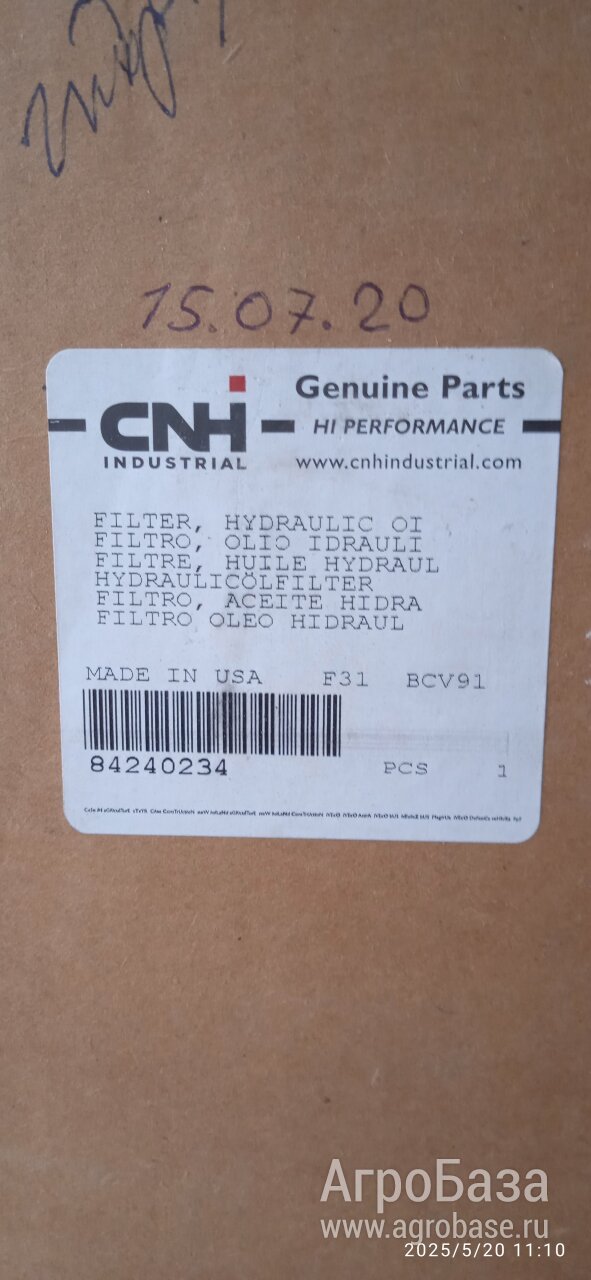 15.07.20
CNH
INDUSTRIAL
Genuine Parts
HI PERFORMANCE
www.cnhindustrial.com
FILTER, HYDRAULIC OI
FILTRO, OLIO IDRAULI
FILTRE, HUILE HYDRAUL
HYDRAULICÖLFILTER
FILTRO, ACEITE HIDRA
FILTRO OLEO HIDRAUL
MADE IN USA F31 BCV91
84240234 PCS 1
АгроБаза
www.agrobase.ru
2025/5/20 11:10